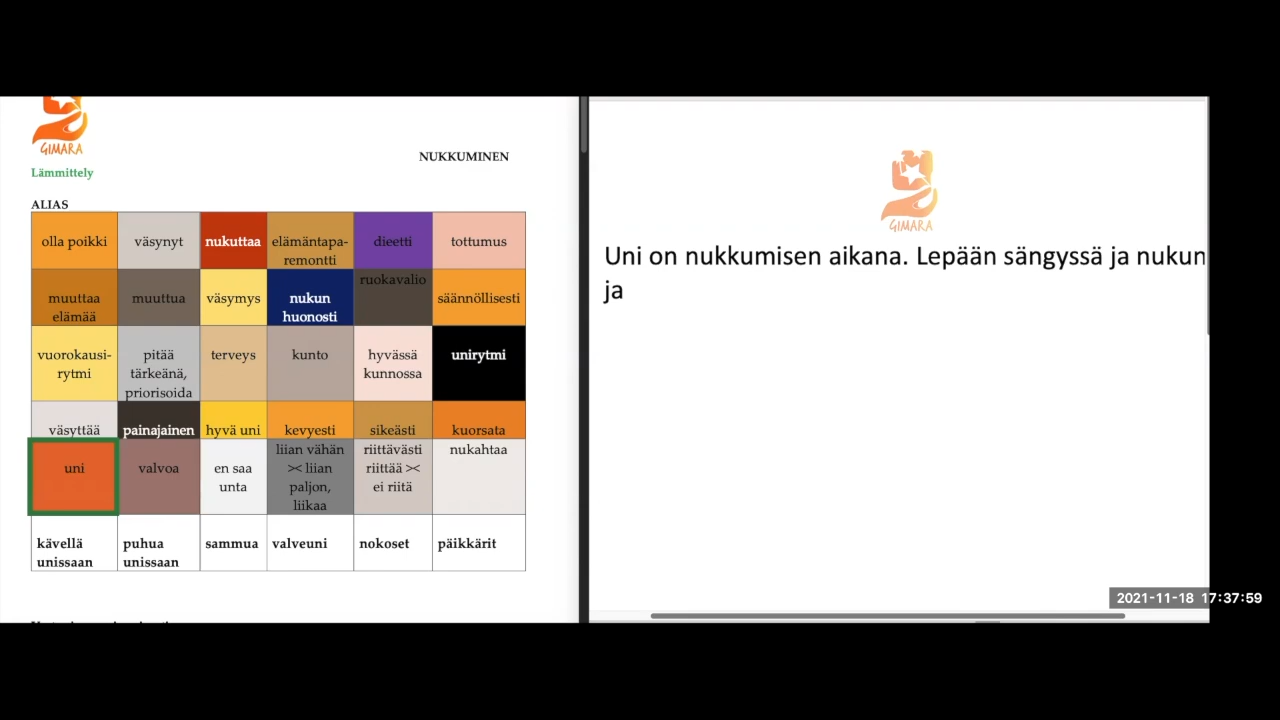 GIMARA
NUKKUMINEN
Lämmittely
ALIAS
olla poikki
väsynyt
nukuttaa
elämäntapa-
remontti
dieetti
tottumus
muuttaa
elämää
muuttua
väsymys
nukun
huonosti
ruokavalio
säännöllisesti
vuorokausi-
rytmi
pitää
tärkeänä,
priorisoida
terveys
kunto
hyvässä
kunnossa
unirytmi
väsyttää
painajainen
hyvä uni
kevyesti
sikeästi
kuorsata
uni
valvoa
en saa
unta
liian vähän
>< liian
paljon,
liikaa
riittävästi
riittää ><
ei riitä
nukahtaa
kävellä
unissaan
puhua
unissaan
sammua
valveuni
nokoset
päikkärit
GIMARA
Uni on nukkumisen aikana. Lepään sängyssä ja nukun
ja
2021-11-18 17:37:59